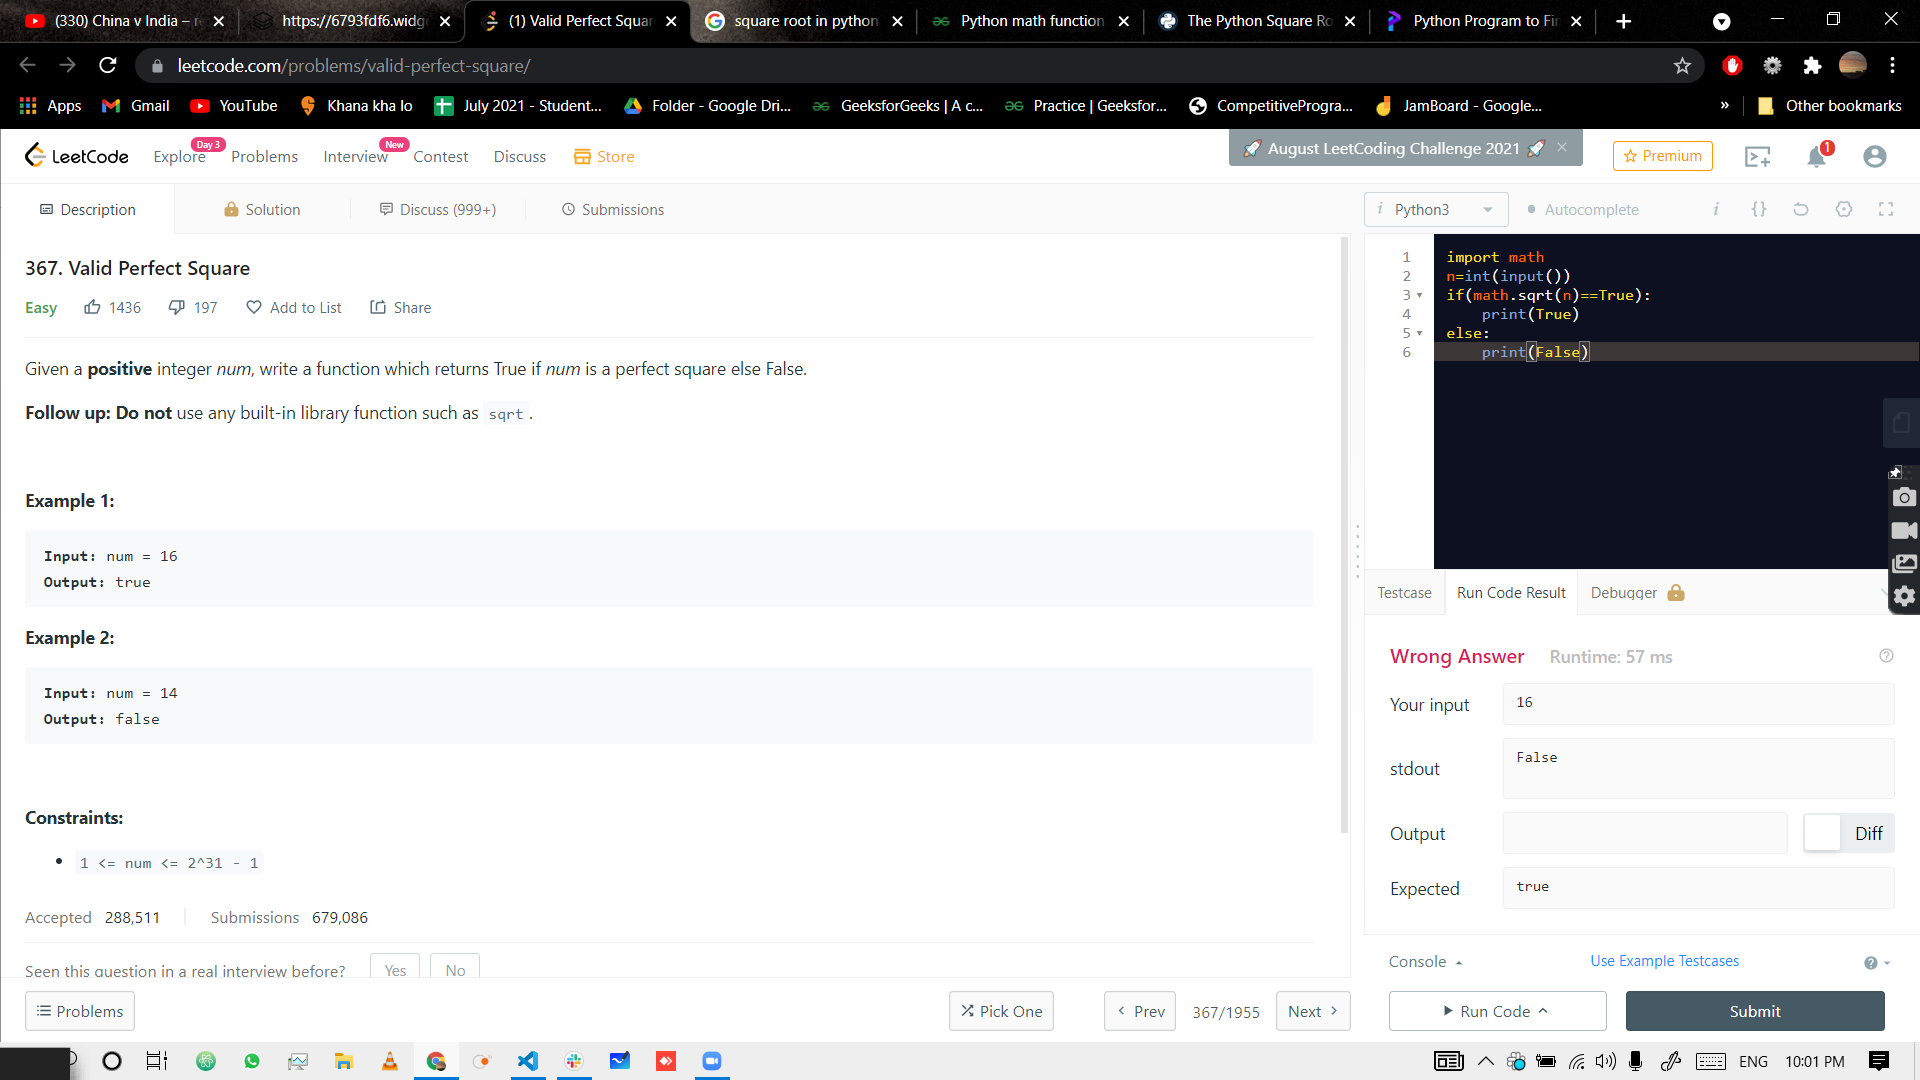 (330) China v India – r
https://6793fdf6.widg
(1) Valid Perfect Squar
square root in python
Python math function
The Python Square Ro
Python Program to Fin
leetcode.com/problems/valid-perfect-square/
Apps
Gmail
YouTube
Khana kha lo
July 2021 - Student...
Folder - Google Dri...
GeeksforGeeks | A c...
Practice | Geeksfor...
CompetitiveProgra...
JamBoard - Google...
»
Other bookmarks
LeetCode
Explore
Day 3
Problems
Interview
New
Contest
Discuss
Store
🚀 August LeetCoding Challenge 2021 🚀
Premium
1
Description
Solution
Discuss (999+)
Submissions
Python3
Autocomplete
367. Valid Perfect Square
Easy
1436
197
Add to List
Share
Given a positive integer num, write a function which returns True if num is a perfect square else False.
Follow up: Do not use any built-in library function such as sqrt.
Example 1:
Input: num = 16
Output: true
Example 2:
Input: num = 14
Output: false
Constraints:
• 1 <= num <= 2^31 - 1
Accepted 288,511
Submissions 679,086
Seen this question in a real interview before?
Yes
No
Problems
Pick One
Prev
367/1955
Next
1 import math
2 n=int(input())
3 if(math.sqrt(n)==True):
4     print(True)
5 else:
6     print(False)
Testcase
Run Code Result
Debugger
Wrong Answer
Runtime: 57 ms
Your input
16
stdout
False
Output
Diff
Expected
true
Console
Use Example Testcases
Run Code
Submit
ENG
10:01 PM